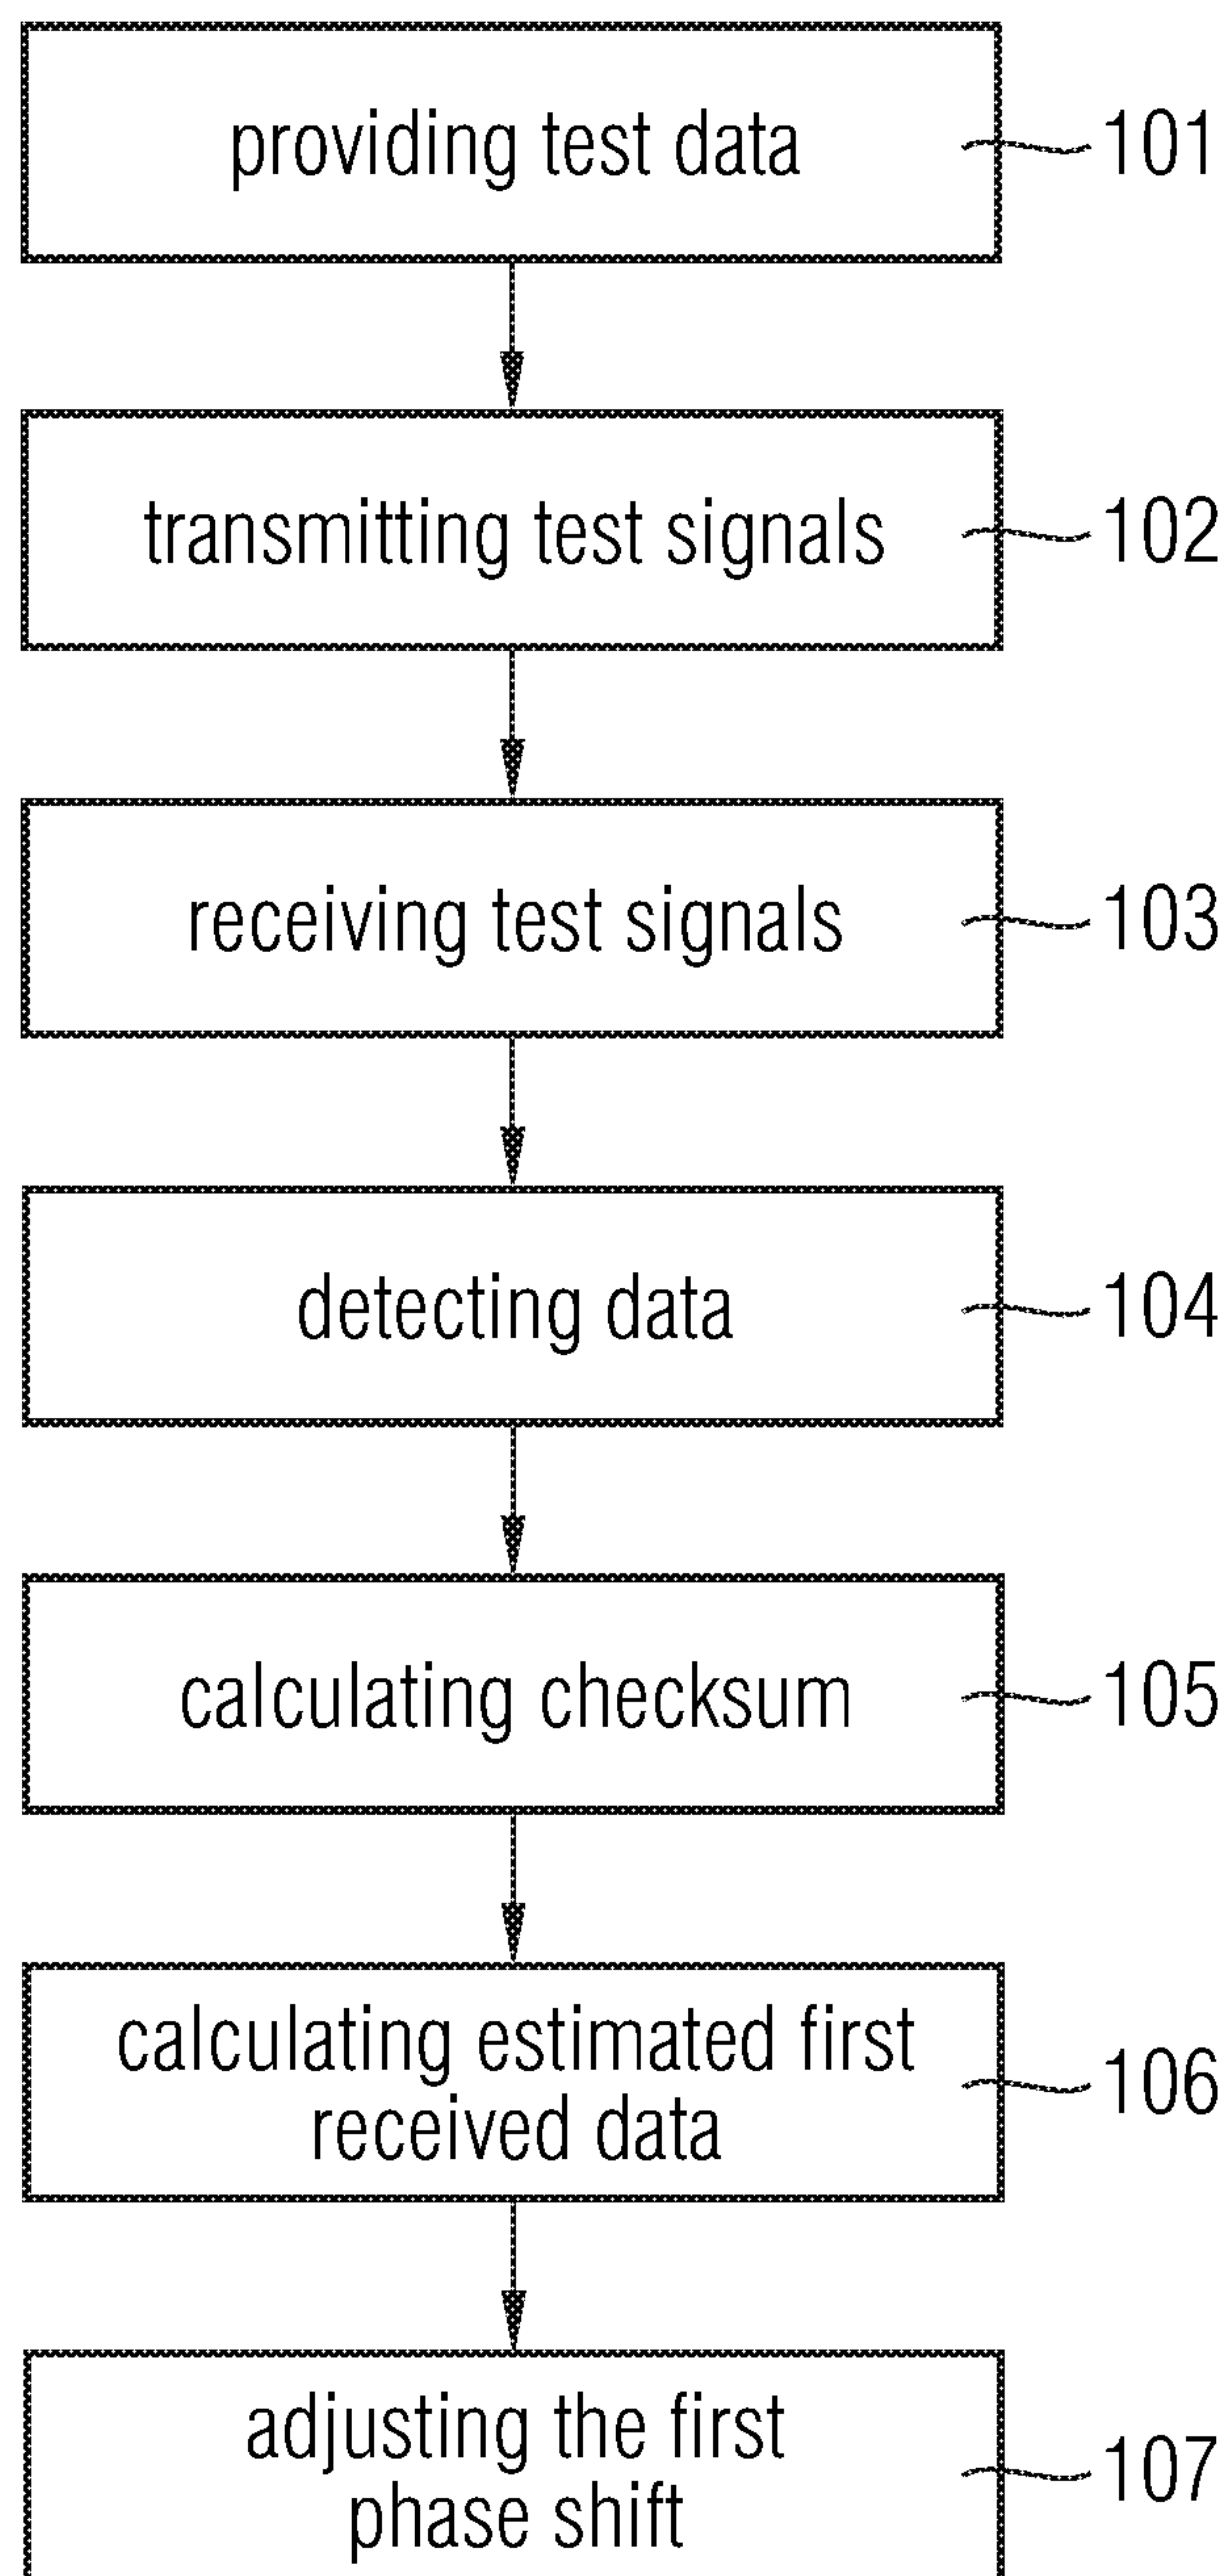 providing test data 101
transmitting test signals 102
receiving test signals 103
detecting data 104
calculating checksum 105
calculating estimated first
received data 106
adjusting the first
phase shift 107